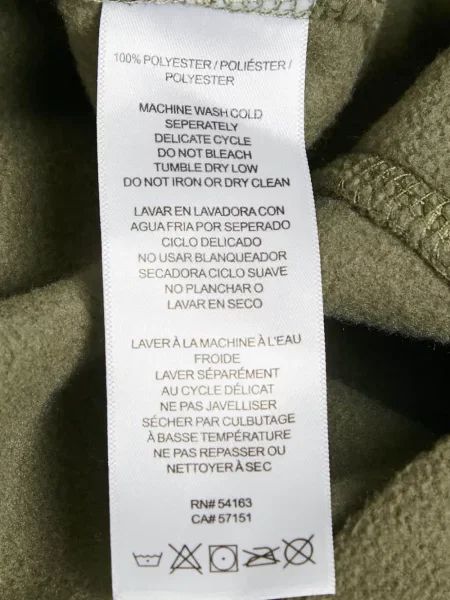 100% POLYESTER / POLIÉSTER /
POLYESTER
MACHINE WASH COLD
SEPERATELY
DELICATE CYCLE
DO NOT BLEACH
TUMBLE DRY LOW
DO NOT IRON OR DRY CLEAN
LAVAR EN LAVADORA CON
AGUA FRIA POR SEPERADO
CICLO DELICADO
NO USAR BLANQUEADOR
SECADORA CICLO SUAVE
NO PLANCHAR O
LAVAR EN SECO
LAVER À LA MACHINE À L'EAU
FROIDE
LAVER SÉPARÉMENT
AU CYCLE DÉLICAT
NE PAS JAVELLISER
SÉCHER PAR CULBUTAGE
À BASSE TEMPÉRATURE
NE PAS REPASSER OU
NETTOYER À SEC
RN# 54163
CA# 57151